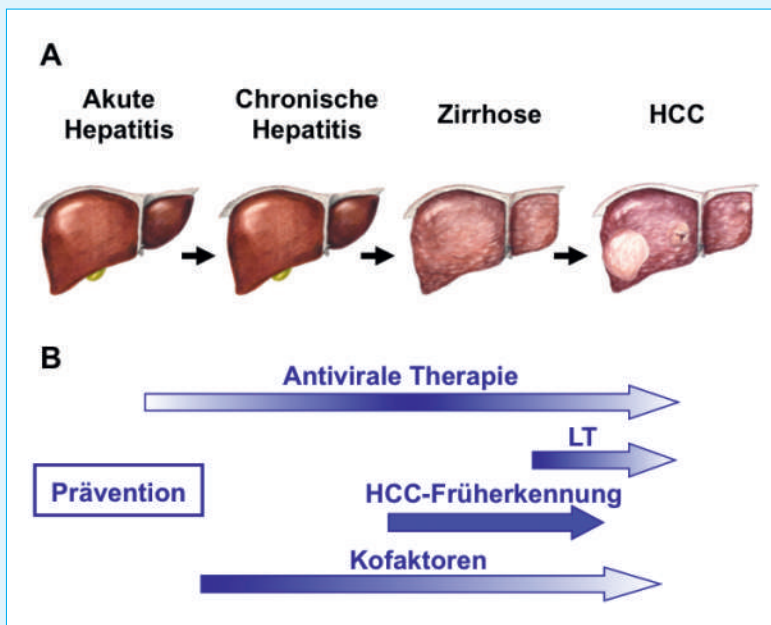 A
Akute
Hepatitis
Chronische
Hepatitis
Zirrhose
HCC
B
Antivirale Therapie
LT
Prävention
HCC-Früherkennung
Kofaktoren